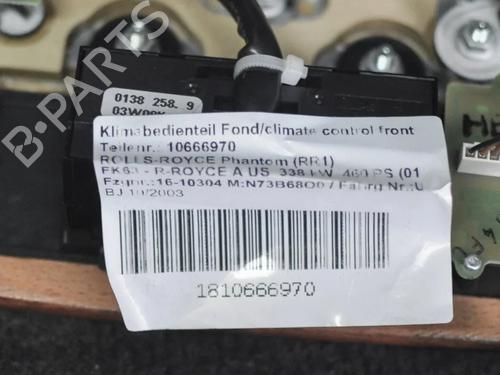 B-PARTS
0138 258. 9
Klimabedienteil Fond/climate control front
Teilenr.: 10666970
ROLLS-ROYCE Phantom (RR1)
FK63 - R-ROYCE A US 338 kW 460 PS (01
Fzgnr.:16-10304 M:N73B68O0 / Fahrg Nr.:U
BJ 10/2003
1810666970